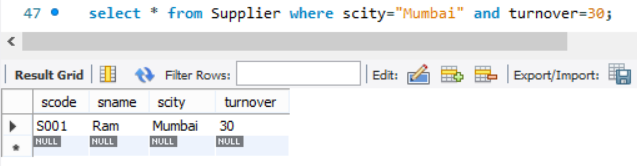 47 select * from Supplier where scity="Mumbai" and turnover=30;
Result Grid Filter Rows: Edit: Export/Import:
scode sname scity turnover
S001 Ram Mumbai 30
NULL NULL NULL NULL